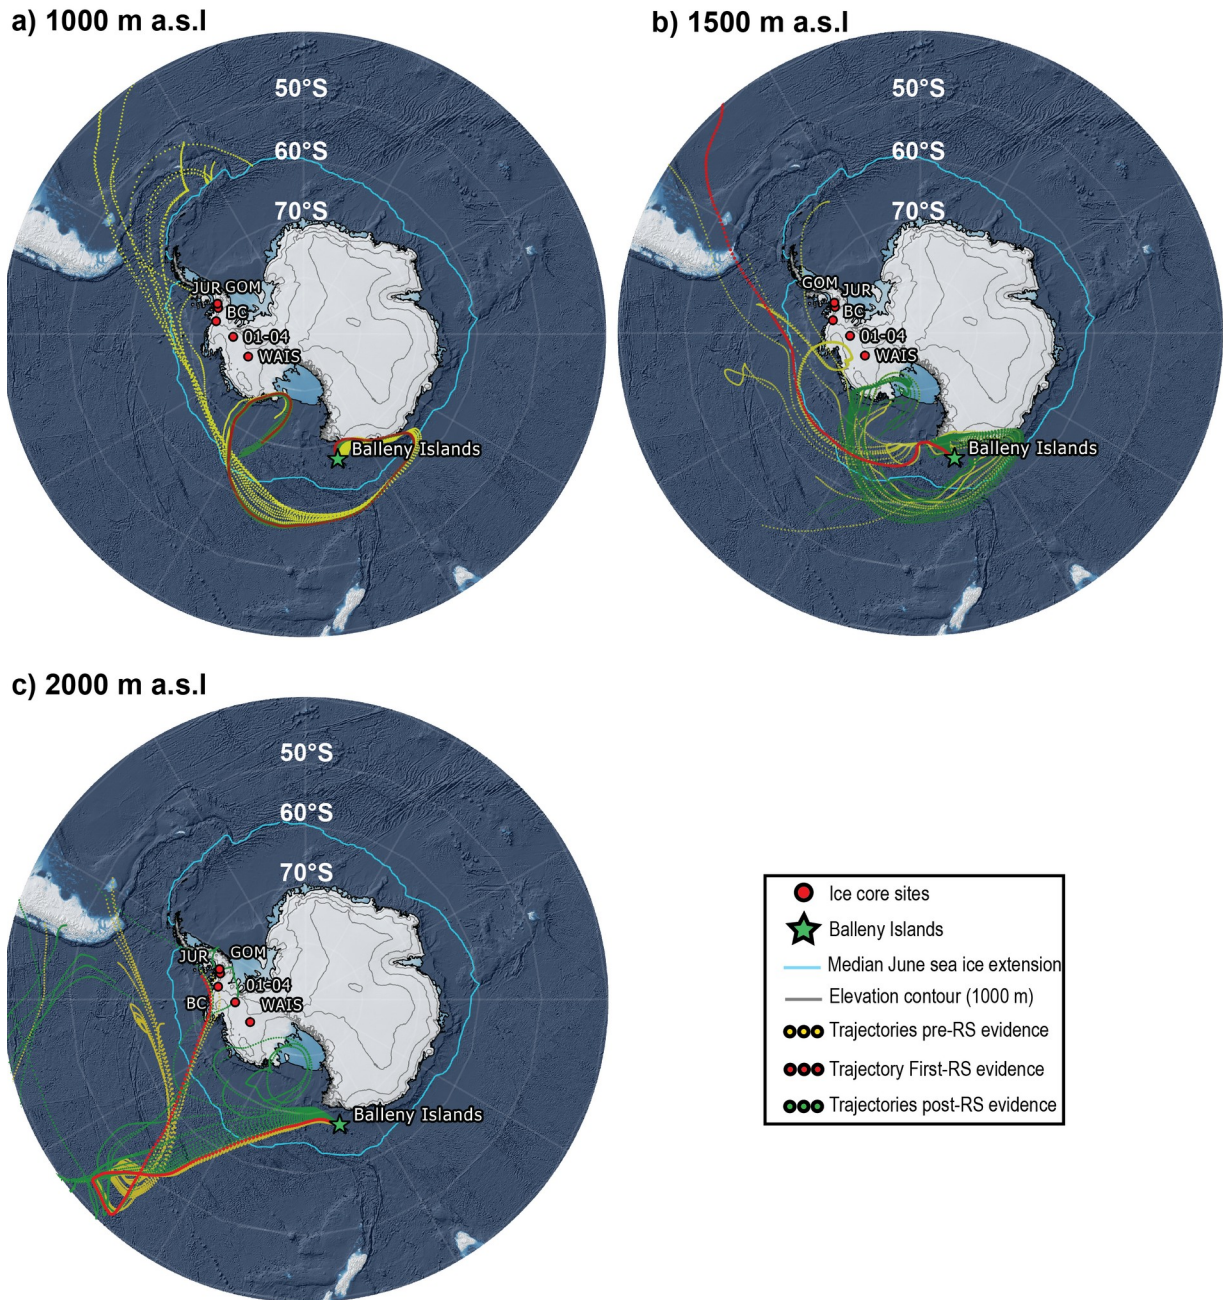 a) 1000 m a.s.l
50°S
60°S
70°S
JUR GOM
BC
01-04
WAIS
Balleny Islands
b) 1500 m a.s.l
50°S
60°S
70°S
GOM JUR
BC
01-04
WAIS
Balleny Islands
c) 2000 m a.s.l
50°S
60°S
70°S
JUR GOM
01-04
BC WAIS
Balleny Islands
Ice core sites
Balleny Islands
Median June sea ice extension
Elevation contour (1000 m)
Trajectories pre-RS evidence
Trajectory First-RS evidence
Trajectories post-RS evidence